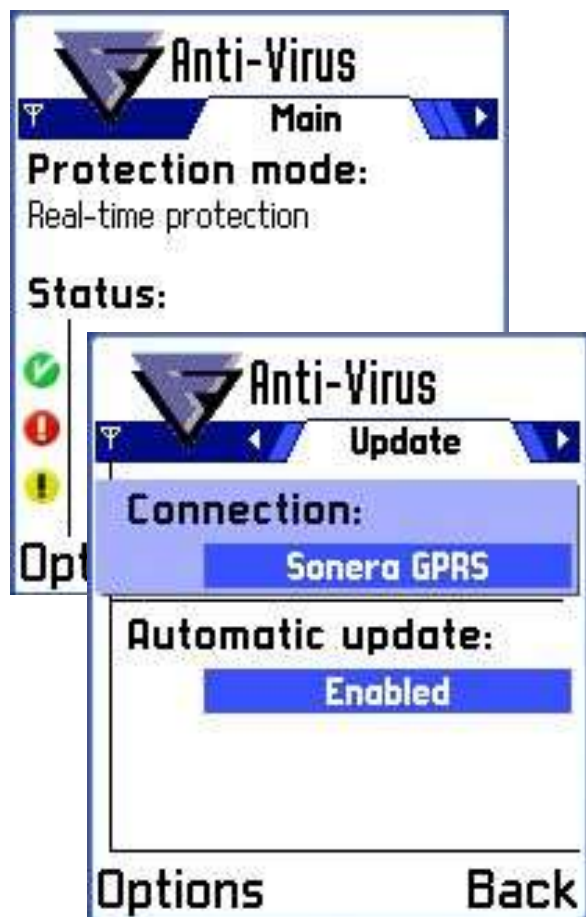 Anti-Virus
Main
Protection mode:
Real-time protection
Status:
Opt
Anti-Virus
Update
Connection:
Sonera GPRS
Automatic update:
Enabled
Options Back